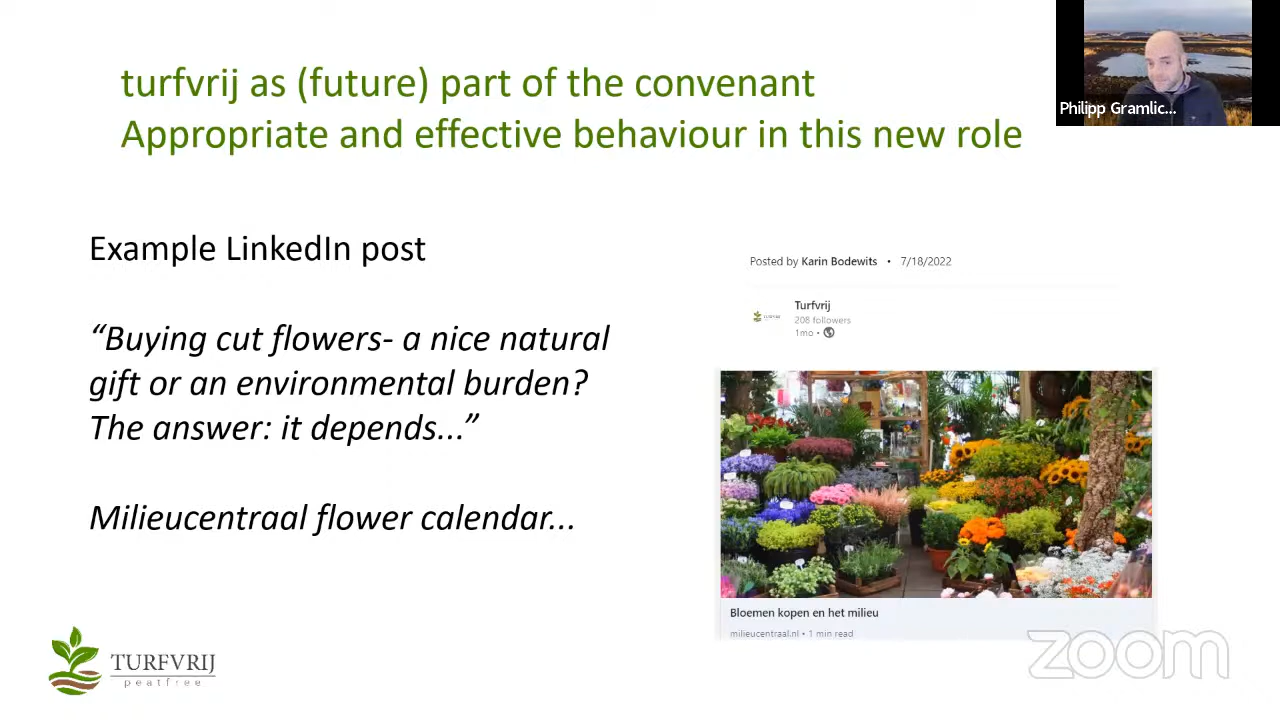 turfvrij as (future) part of the convenant
Appropriate and effective behaviour in this new role
Philipp Gramlic...
Example LinkedIn post
“Buying cut flowers- a nice natural
gift or an environmental burden?
The answer: it depends...”
Milieucentraal flower calendar...
Posted by Karin Bodewits • 7/18/2022
Turfvrij
208 followers
1mo •
Bloemen kopen en het milieu
milieucentraal.nl • 1 min read
TURFVRIJ
peatfree
zoom